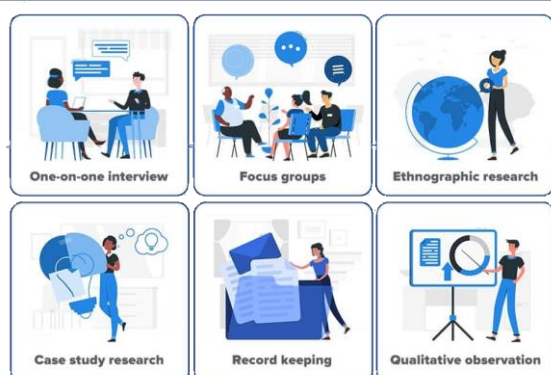 One-on-one interview
Focus groups
Ethnographic research
Case study research
Record keeping
Qualitative observation